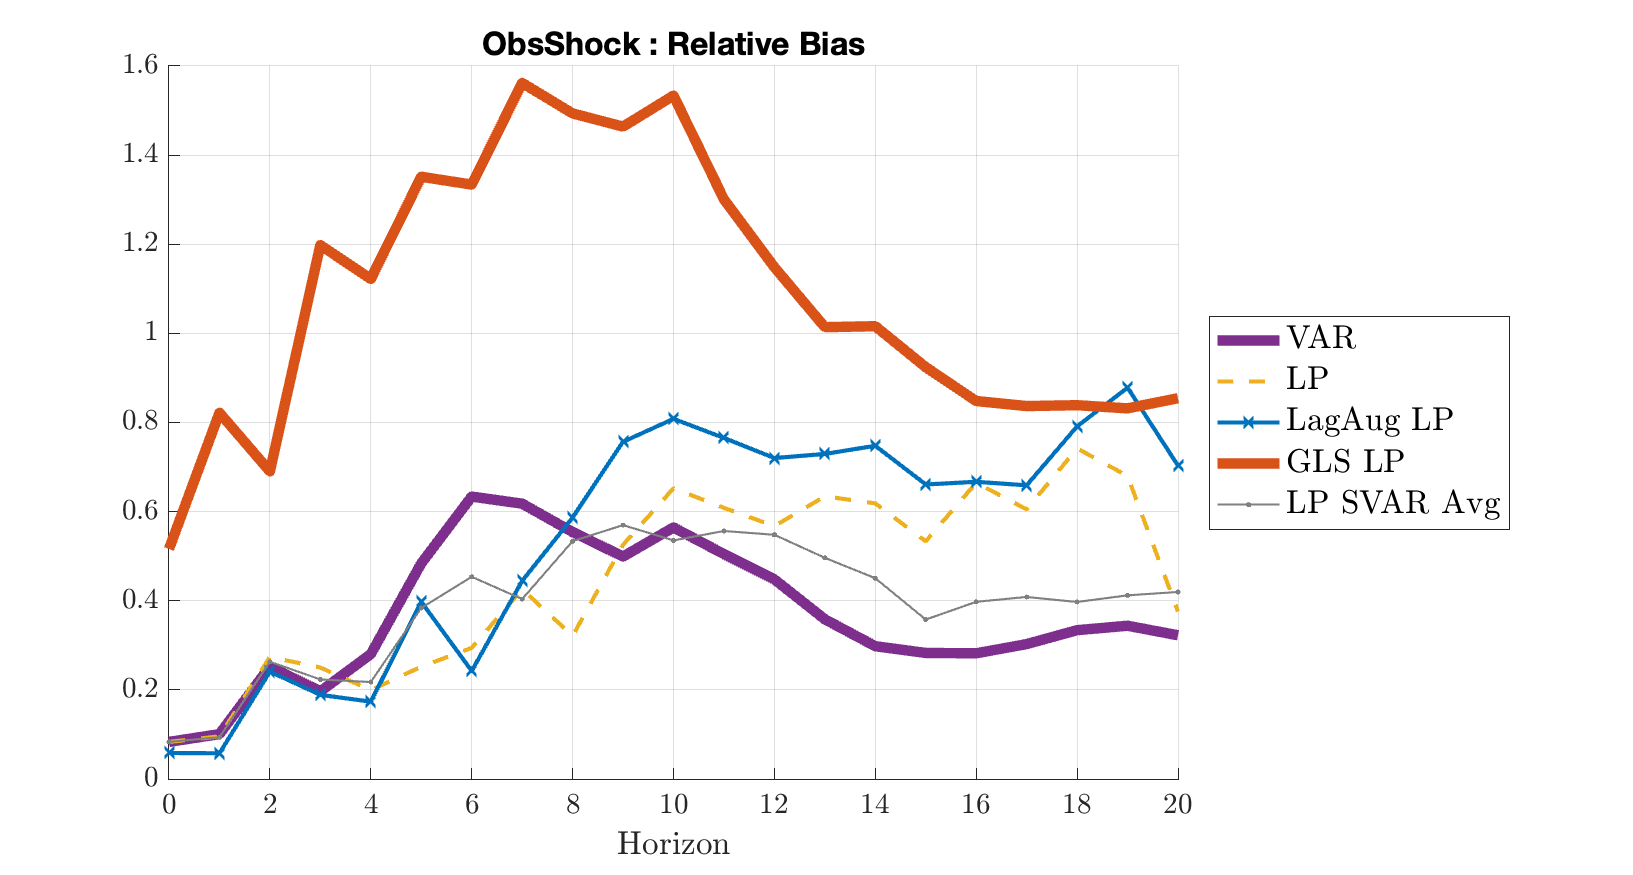 ObsShock : Relative Bias
1.6
1.4
1.2
1
0.8
0.6
0.4
0.2
0
0 2 4 6 8 10 12 14 16 18 20
Horizon
VAR
LP
LagAug LP
GLS LP
LP SVAR Avg